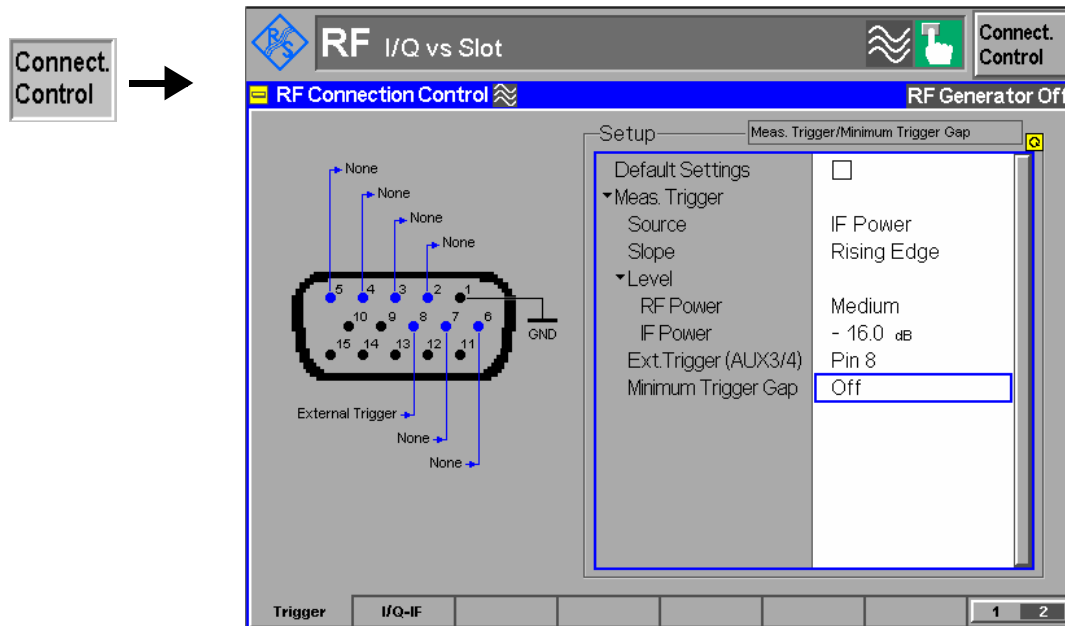 Connect.
Control
R&S
RF I/Q vs Slot
Connect.
Control
RF Connection Control
RF Generator Off
Setup
Meas. Trigger/Minimum Trigger Gap
Default Settings
Meas. Trigger
Source IF Power
Slope Rising Edge
Level
RF Power Medium
IF Power - 16.0 dB
Ext.Trigger (AUX3/4) Pin 8
Minimum Trigger Gap Off
None
None
None
None
5 4 3 2 1
10 9 8 7 6
15 14 13 12 11
GND
External Trigger
None
None
Trigger I/Q-IF 1 2